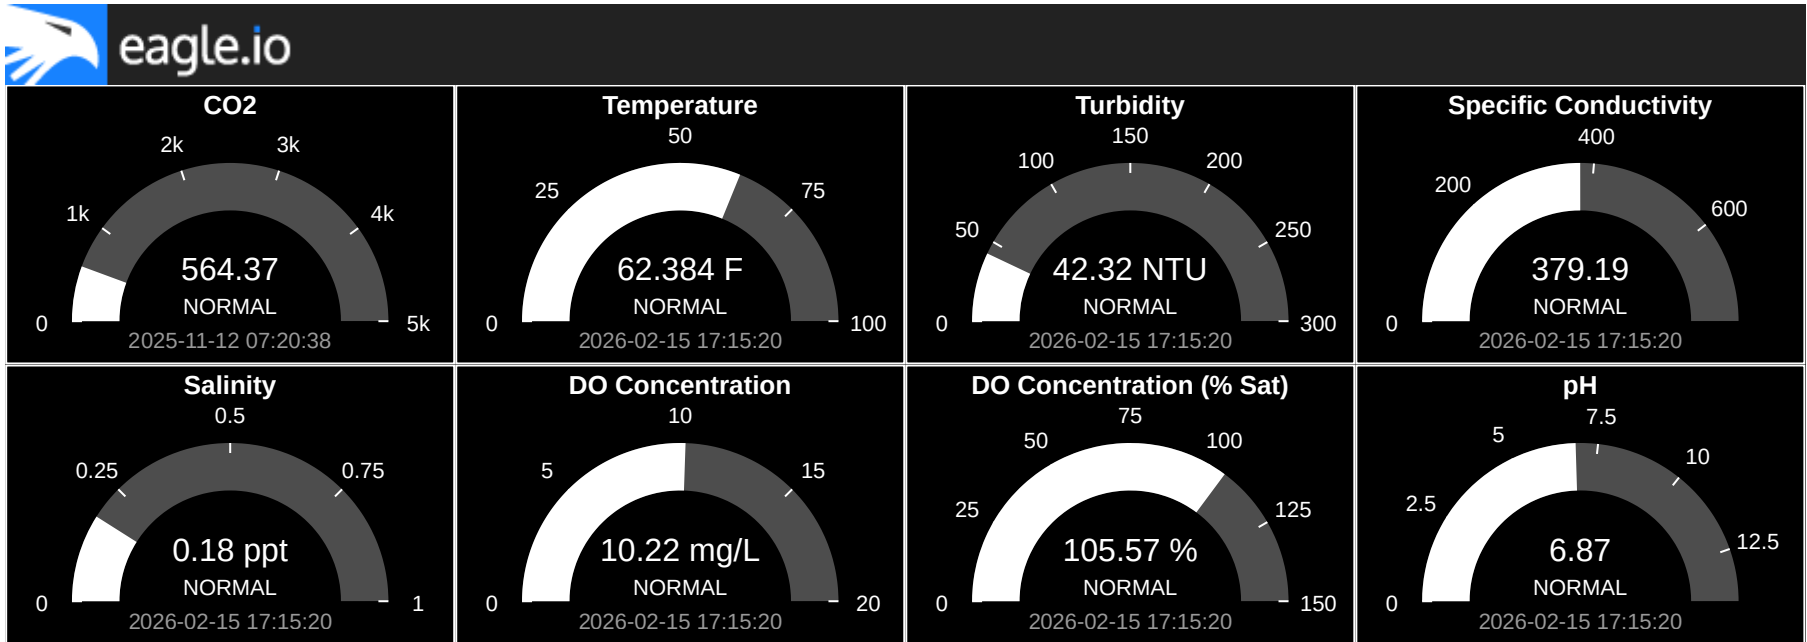 eagle.io
CO2
2k
3k
1k
4k
0
5k
564.37
NORMAL
2025-11-12 07:20:38
Temperature
50
25
75
0
100
62.384 F
NORMAL
2026-02-15 17:15:20
Turbidity
150
100
200
50
250
0
300
42.32 NTU
NORMAL
2026-02-15 17:15:20
Specific Conductivity
400
200
600
0
379.19
NORMAL
2026-02-15 17:15:20
Salinity
0.5
0.25
0.75
0
1
0.18 ppt
NORMAL
2026-02-15 17:15:20
DO Concentration
10
5
15
0
20
10.22 mg/L
NORMAL
2026-02-15 17:15:20
DO Concentration (% Sat)
75
50
100
25
125
0
150
105.57 %
NORMAL
2026-02-15 17:15:20
pH
7.5
5
10
2.5
12.5
0
6.87
NORMAL
2026-02-15 17:15:20